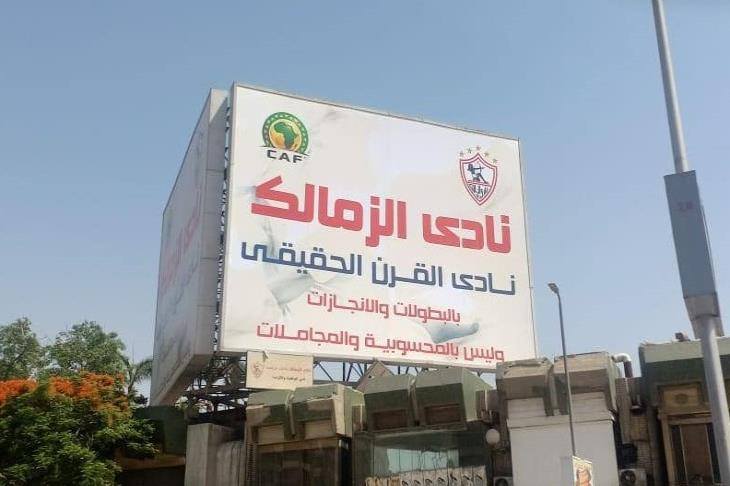 CAF
نادى الزمالك
نادى القرن الحقيقى
بالبطولات والانجازات
وليس بالمحسوبية والمجاملات